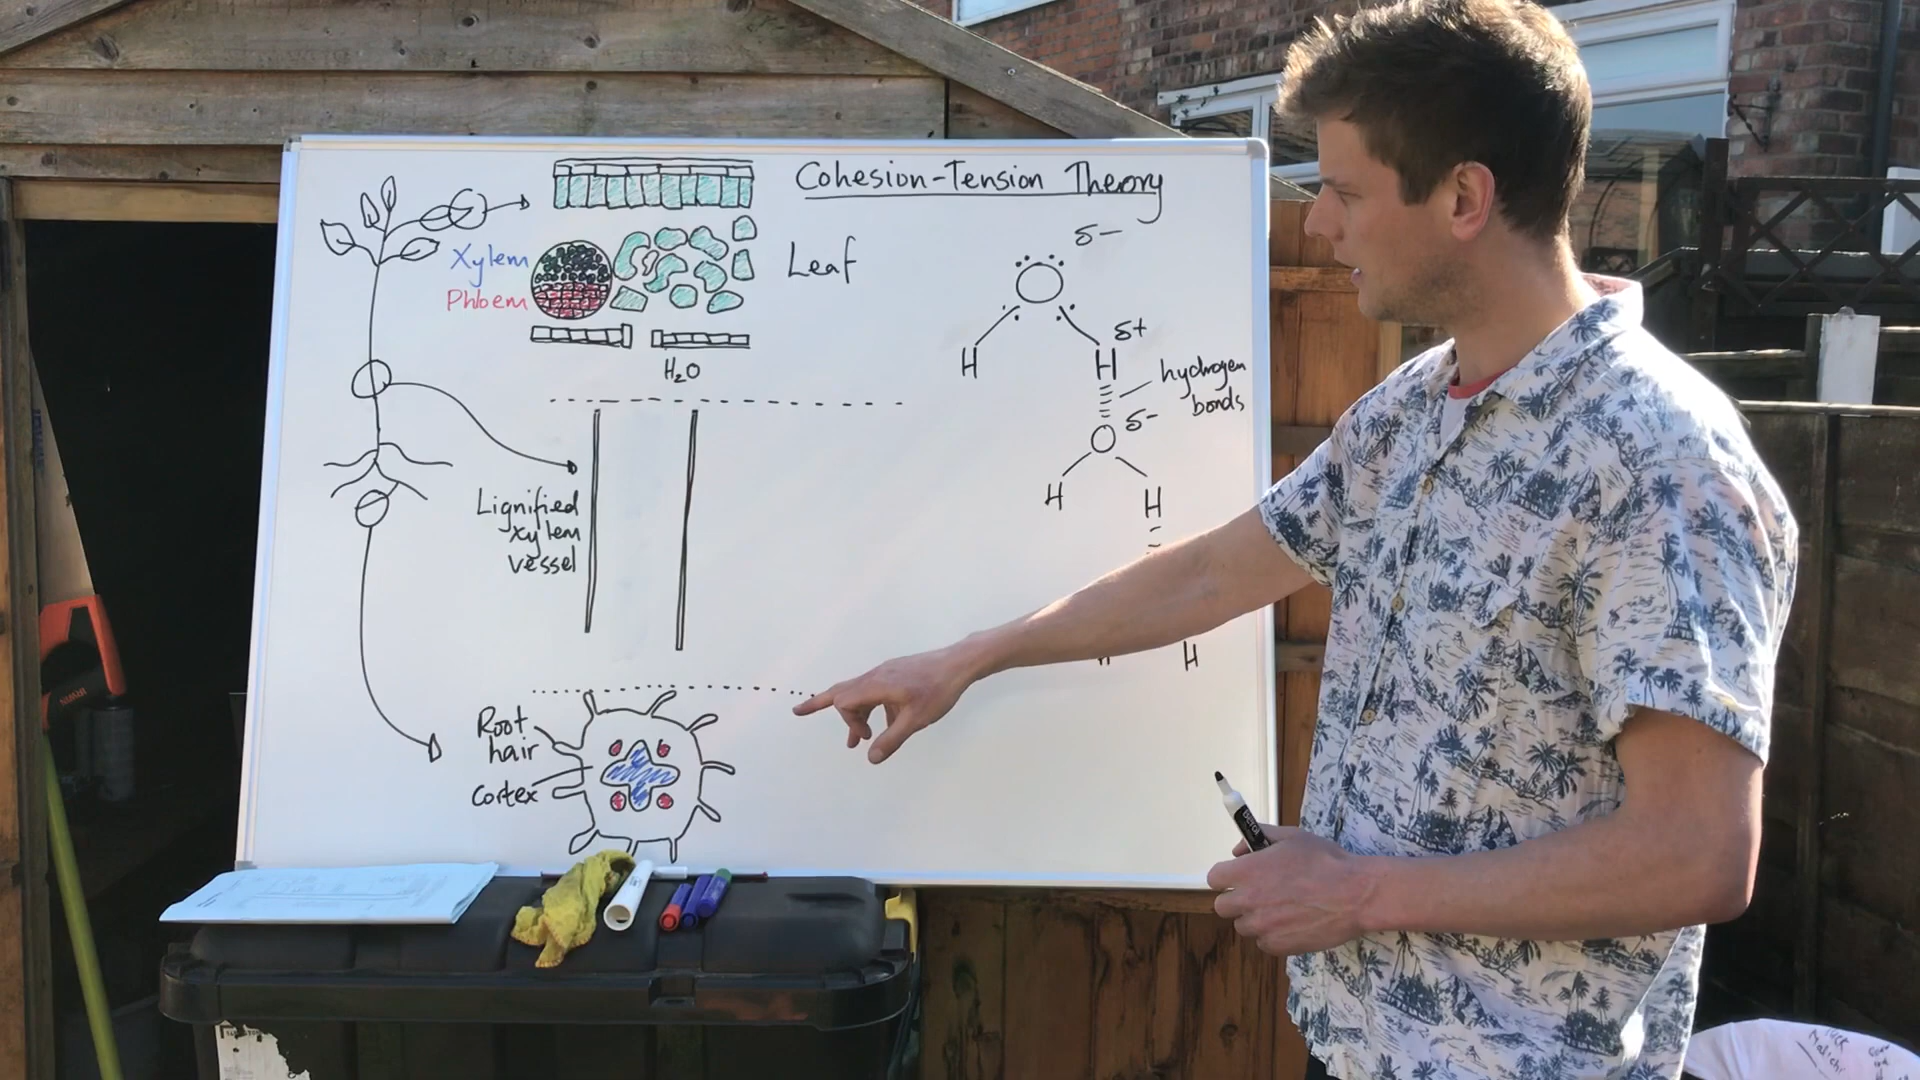 Cohesion-Tension Theory
Xylem
Phloem
Leaf
H₂O
δ-
H
δ+
H
hydrogen
bonds
δ-
O
H
H
Lignified
xylem
vessel
H
Root
hair
Cortex